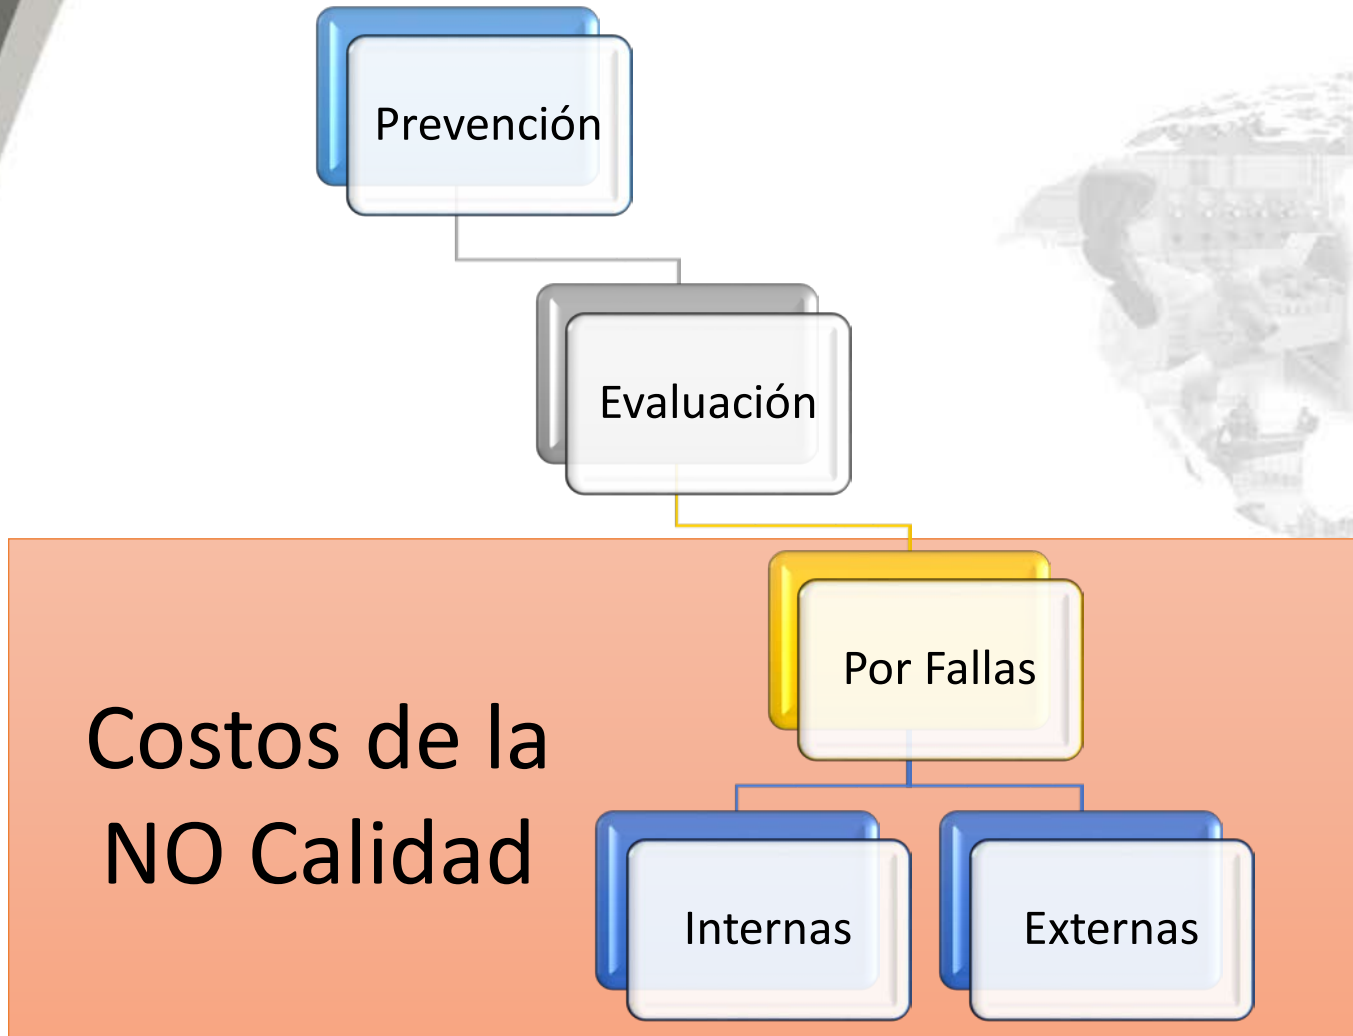 Prevención
Evaluación
Por Fallas
Costos de la
NO Calidad
Internas
Externas